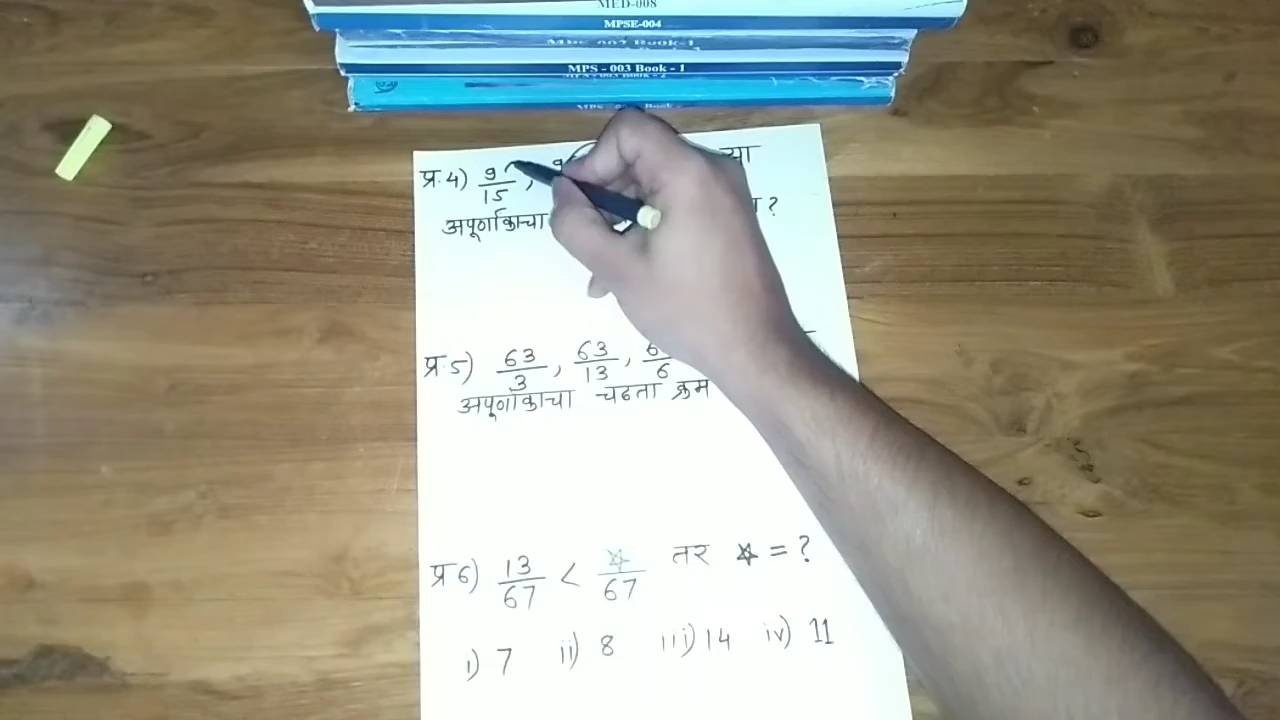 MED-008
MPSE-004
MPS - 003 Book - 1
प्र.4) 9 / 15 ,
अपूर्णांकाचा ?
प्र.5) 63/3 , 63/13 , 6
अपूर्णांकाचा चढता क्रम
प्र 6) 13/67 < ☆/67 तर ☆ = ?
i) 7 ii) 8 iii) 14 iv) 11